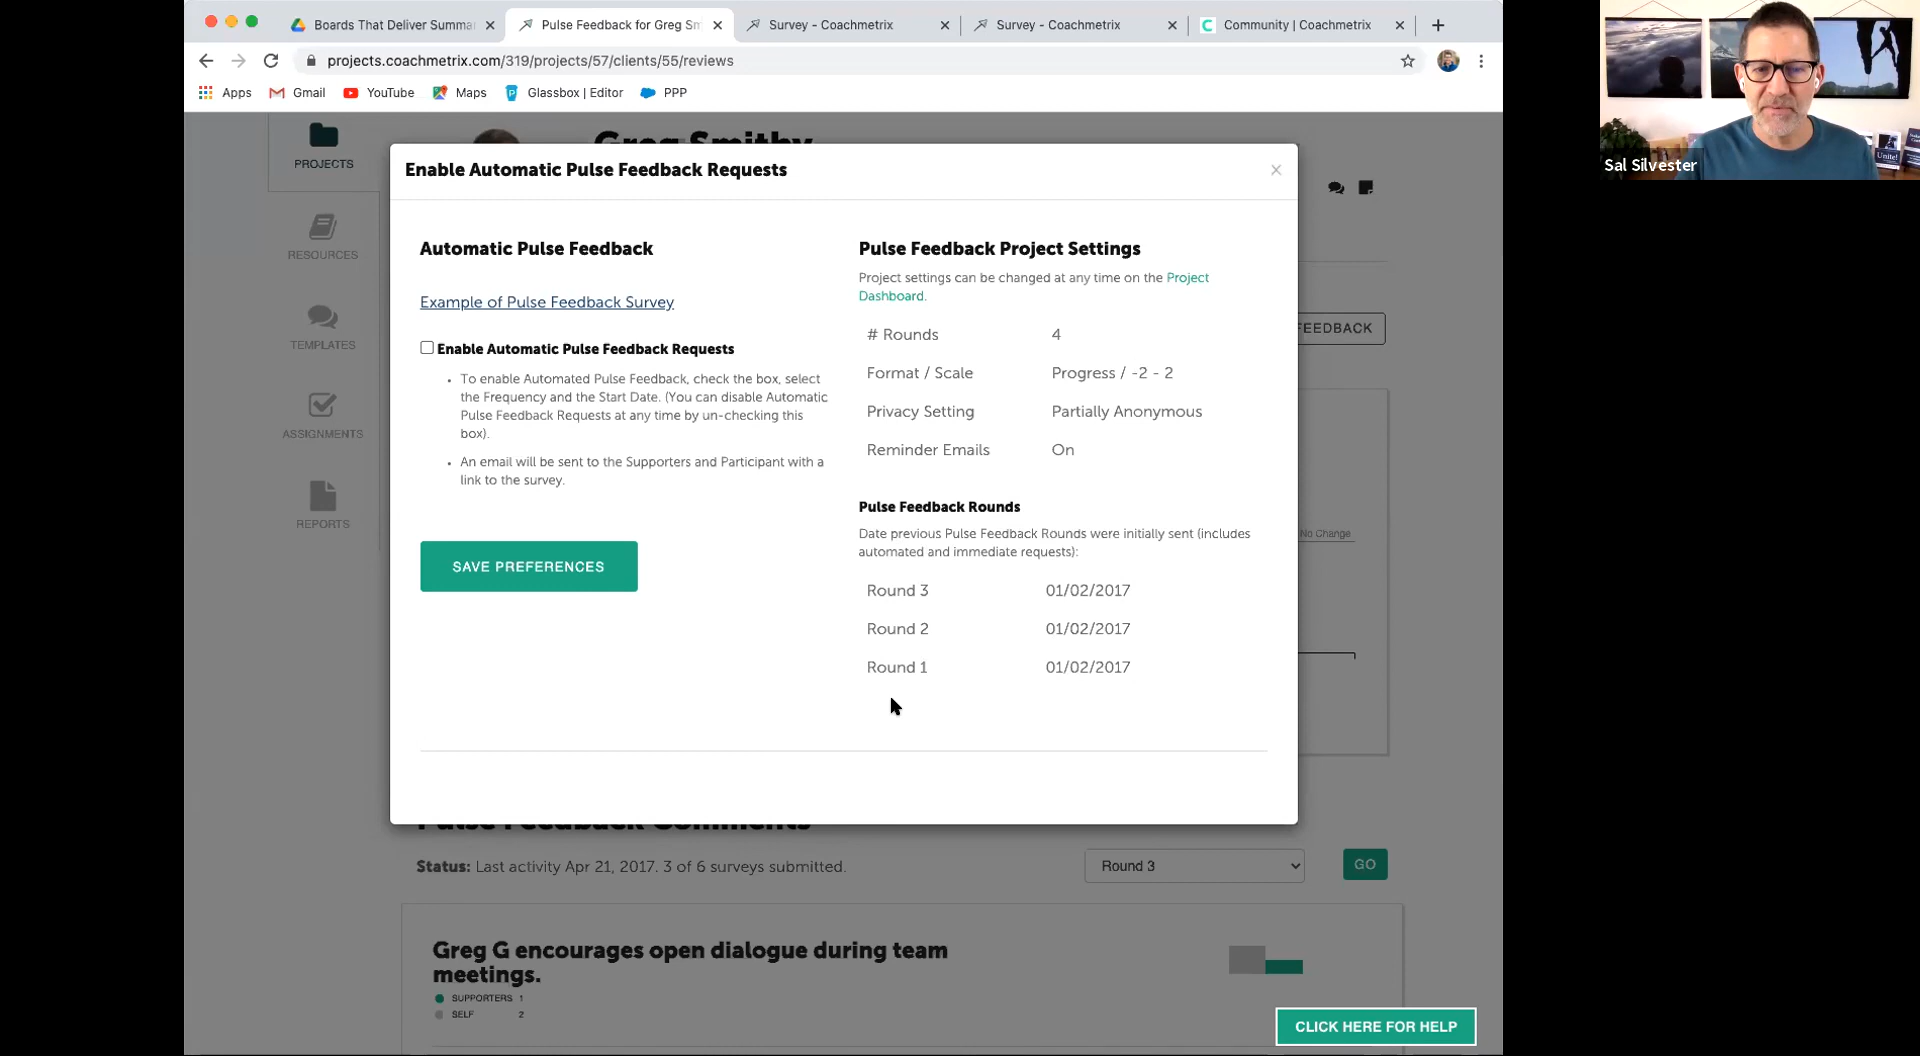 Boards That Deliver Summa
Pulse Feedback for Greg Sm
Survey - Coachmetrix
Survey - Coachmetrix
Community | Coachmetrix
projects.coachmetrix.com/319/projects/57/clients/55/reviews
Apps
Gmail
YouTube
Maps
Glassbox | Editor
PPP
Sal Silvester
Unite!
PROJECTS
RESOURCES
TEMPLATES
ASSIGNMENTS
REPORTS
Greg Smithy
Enable Automatic Pulse Feedback Requests
Automatic Pulse Feedback
Example of Pulse Feedback Survey
Enable Automatic Pulse Feedback Requests
• To enable Automated Pulse Feedback, check the box, select
the Frequency and the Start Date. (You can disable Automatic
Pulse Feedback Requests at any time by un-checking this
box).
• An email will be sent to the Supporters and Participant with a
link to the survey.
SAVE PREFERENCES
Pulse Feedback Project Settings
Project settings can be changed at any time on the Project
Dashboard.
# Rounds 4
Format / Scale Progress / -2 - 2
Privacy Setting Partially Anonymous
Reminder Emails On
Pulse Feedback Rounds
Date previous Pulse Feedback Rounds were initially sent (includes
automated and immediate requests):
Round 3 01/02/2017
Round 2 01/02/2017
Round 1 01/02/2017
FEEDBACK
No Change
Pulse Feedback Comments
Status: Last activity Apr 21, 2017. 3 of 6 surveys submitted.
Round 3
GO
Greg G encourages open dialogue during team
meetings.
SUPPORTERS 1
SELF 2
CLICK HERE FOR HELP